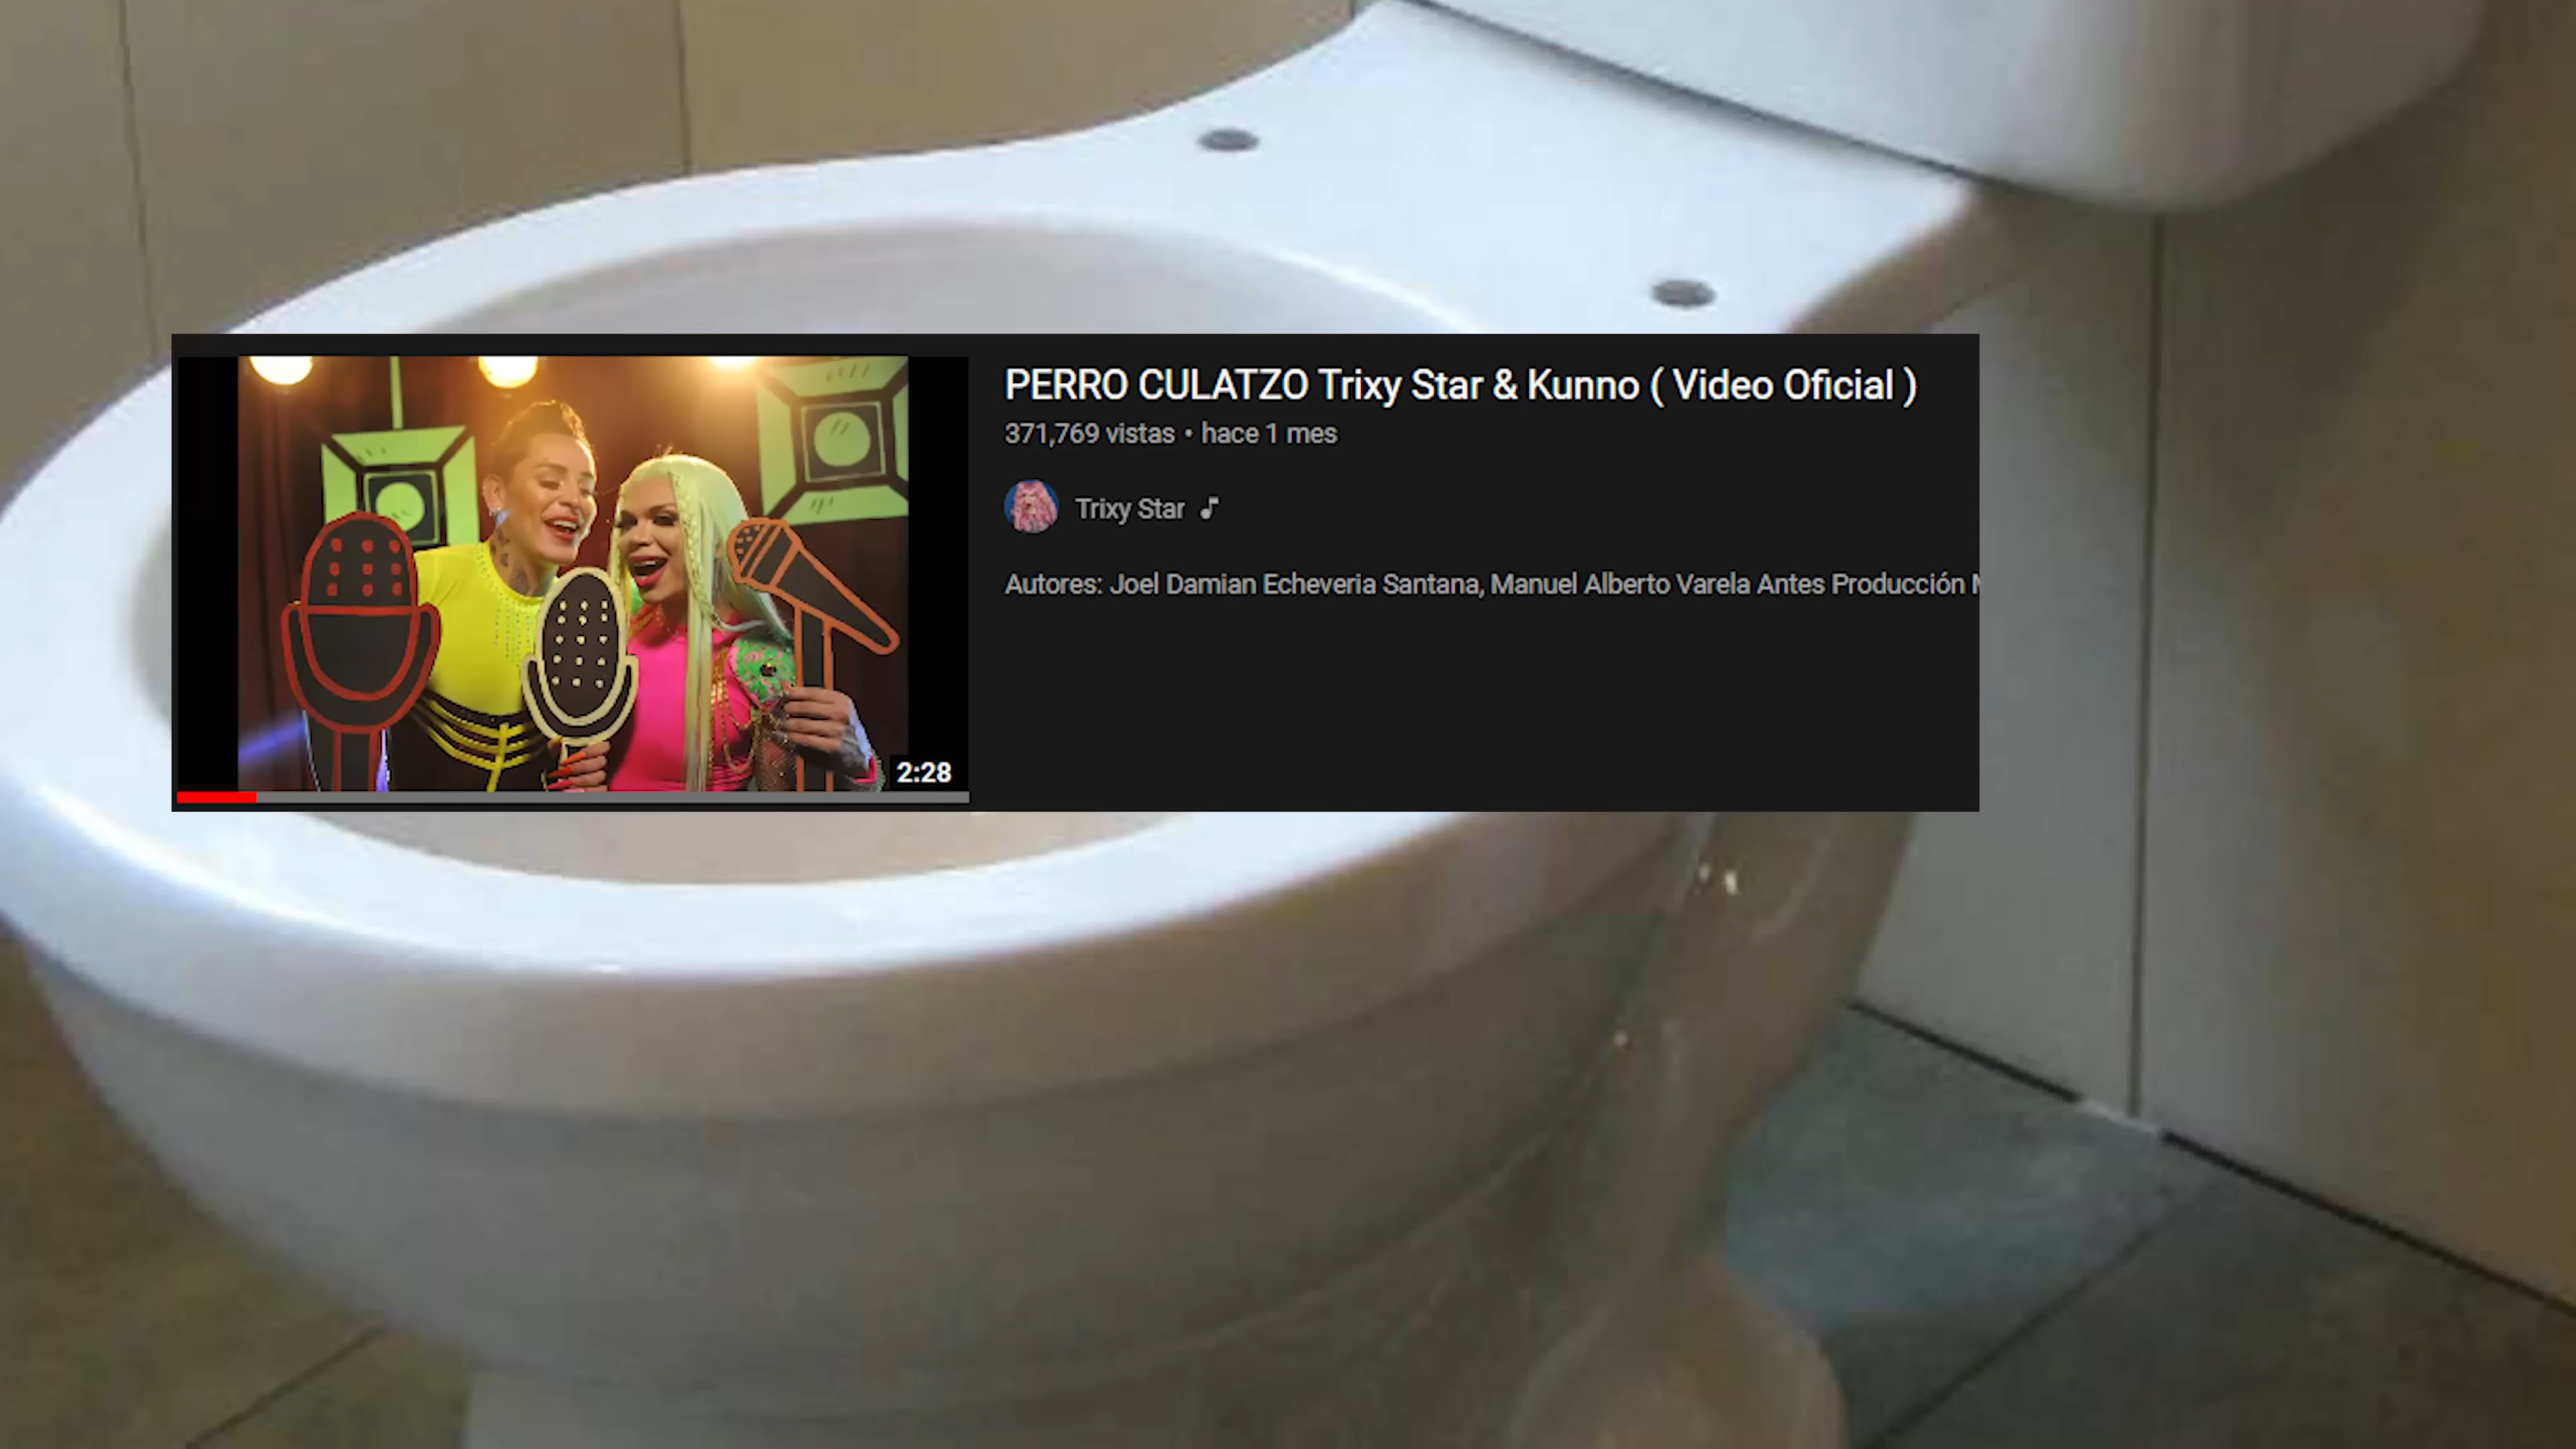 PERRO CULATZO Trixy Star & Kunno ( Video Oficial )
371,769 vistas • hace 1 mes
Trixy Star
Autores: Joel Damian Echeveria Santana, Manuel Alberto Varela Antes Producción
2:28